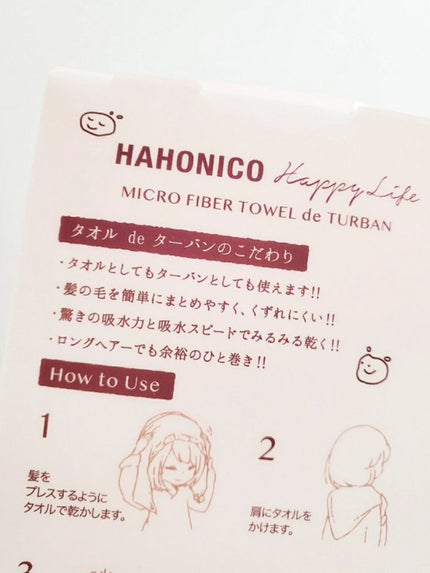 HAHONICO Happy Life
MICRO FIBER TOWEL de TURBAN
タオル de ターバンのこだわり
・タオルとしてもターバンとしても使えます!!
・髪の毛を簡単にまとめやすく、くずれにくい!!
・驚きの吸水力と吸水スピードでみるみる乾く!!
・ロングヘアーでも余裕のひと巻き!!
How to Use
1
髪を
プレスするように
タオルで乾かします。
2
肩にタオルを
かけます。
3